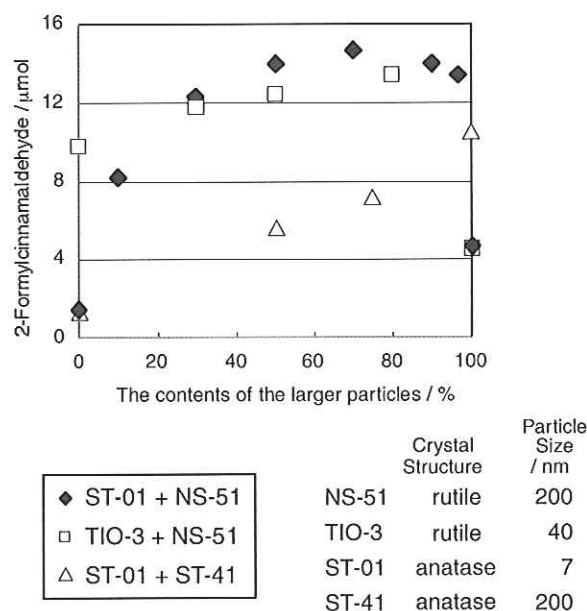 16
12
8
4
0
2-Formylcinnamaldehyde / μmol
0 20 40 60 80 100
The contents of the larger particles / %
ST-01 + NS-51
TIO-3 + NS-51
ST-01 + ST-41
Crystal Structure
Particle Size / nm
NS-51 rutile 200
TIO-3 rutile 40
ST-01 anatase 7
ST-41 anatase 200